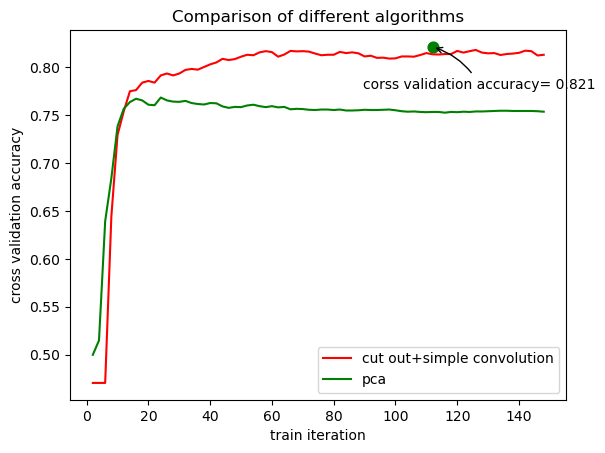 Comparison of different algorithms
cross validation accuracy
0.80
0.75
0.70
0.65
0.60
0.55
0.50
corss validation accuracy= 0.821
cut out+simple convolution
pca
0
20
40
60
80
100
120
140
train iteration